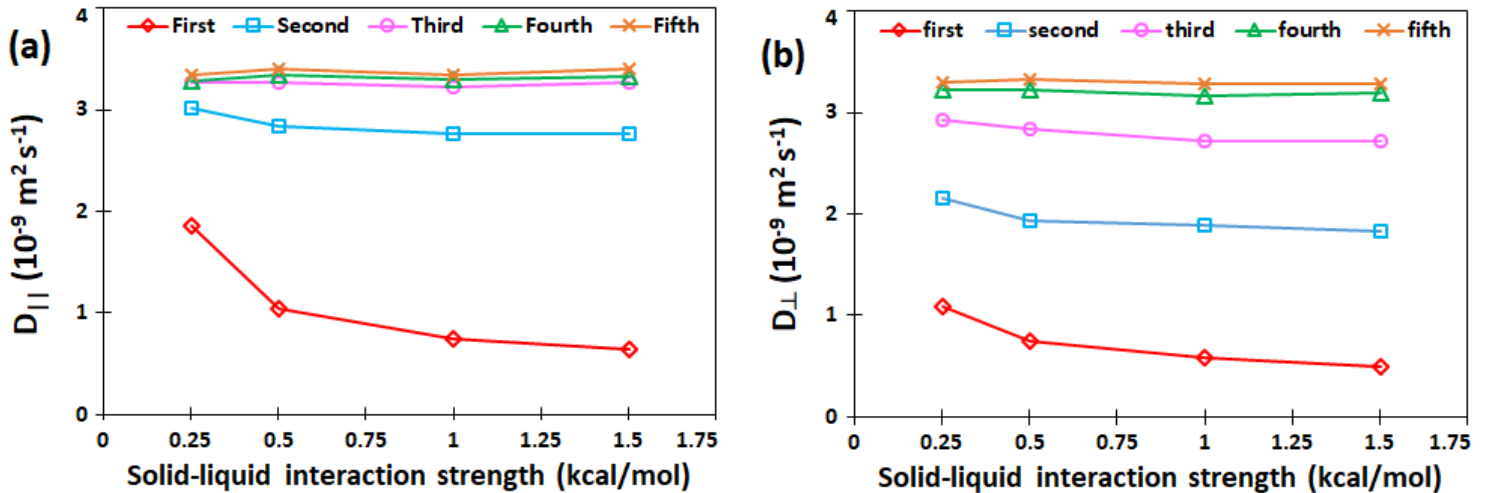 (a)
First Second Third Fourth Fifth
4
3
2
1
0
D|| (10⁻⁹ m² s⁻¹)
0 0.25 0.5 0.75 1 1.25 1.5 1.75
Solid-liquid interaction strength (kcal/mol)
(b)
first second third fourth fifth
4
3
2
1
0
D⊥ (10⁻⁹ m² s⁻¹)
0 0.25 0.5 0.75 1 1.25 1.5 1.75
Solid-liquid interaction strength (kcal/mol)